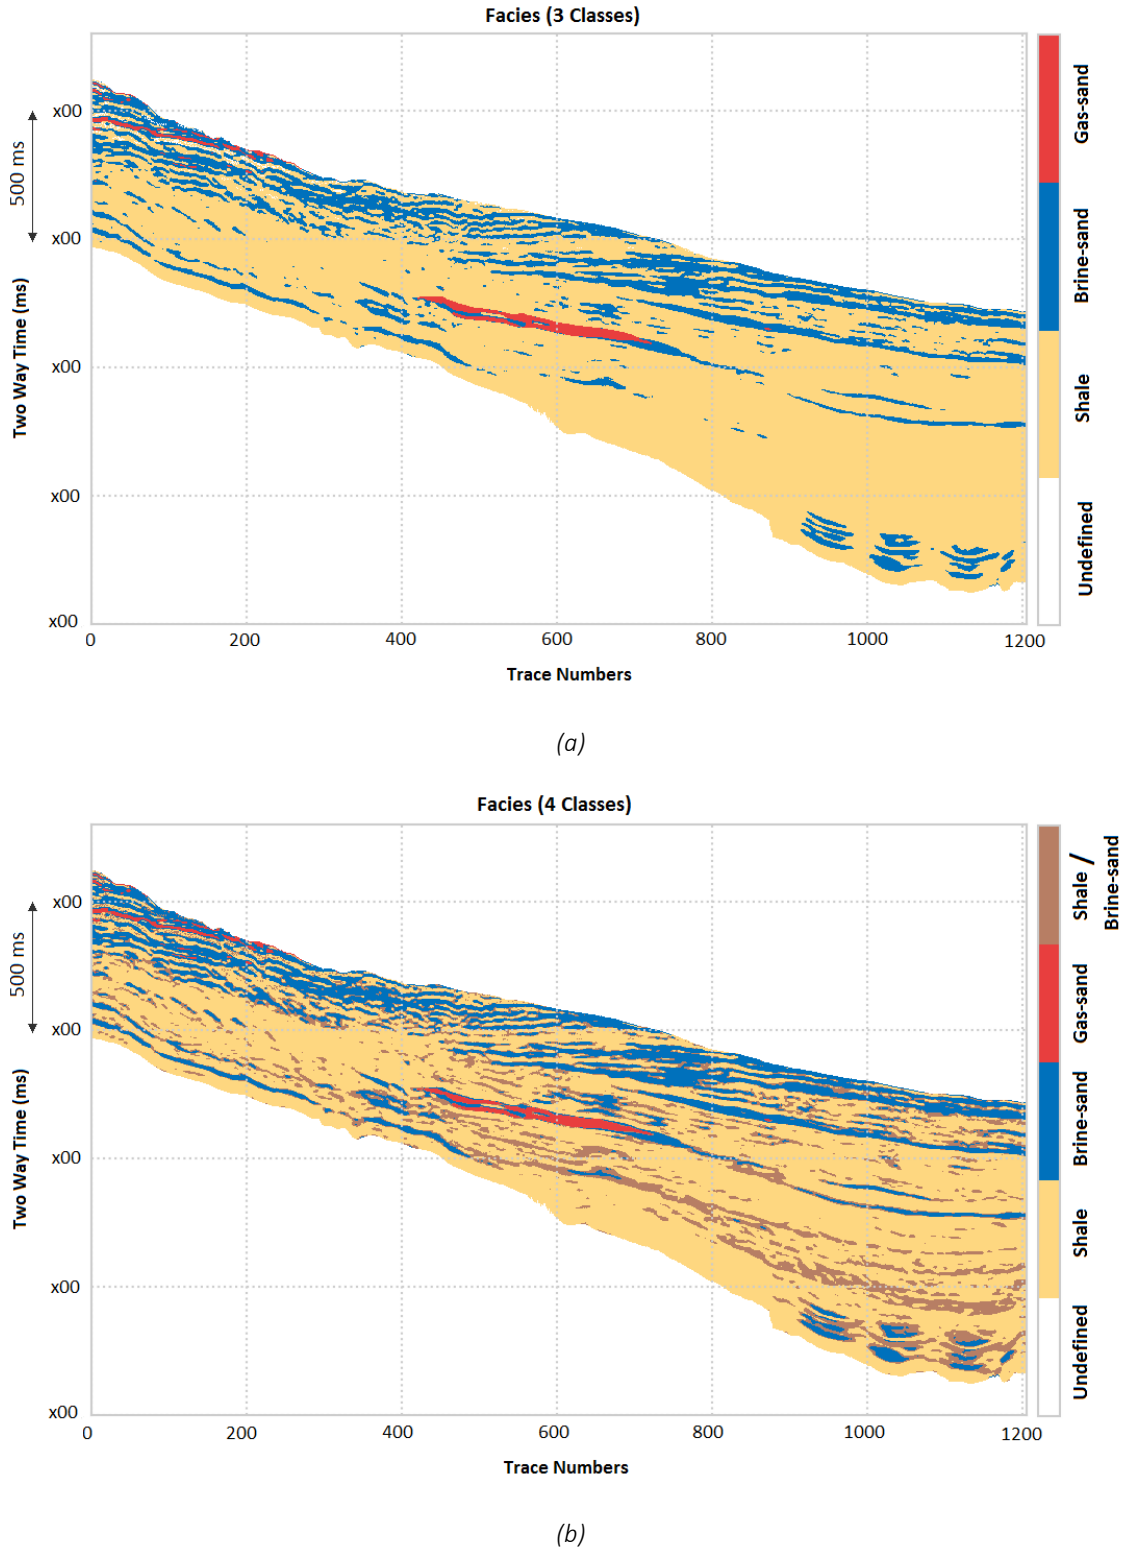 Facies (3 Classes)
x00
x00
x00
x00
x00
500 ms
Two Way Time (ms)
0
200
400
600
800
1000
1200
Trace Numbers
Gas-sand
Brine-sand
Shale
Undefined
(a)
Facies (4 Classes)
x00
x00
x00
x00
x00
500 ms
Two Way Time (ms)
0
200
400
600
800
1000
1200
Trace Numbers
Shale /
Brine-sand
Gas-sand
Brine-sand
Shale
Undefined
(b)